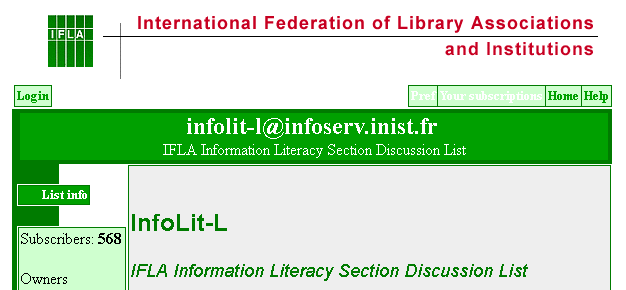 IFLA
International Federation of Library Associations
and Institutions
Login
Pref Your subscriptions Home Help
infolit-l@infoserv.inist.fr
IFLA Information Literacy Section Discussion List
List info
InfoLit-L
Subscribers: 568
IFLA Information Literacy Section Discussion List
Owners